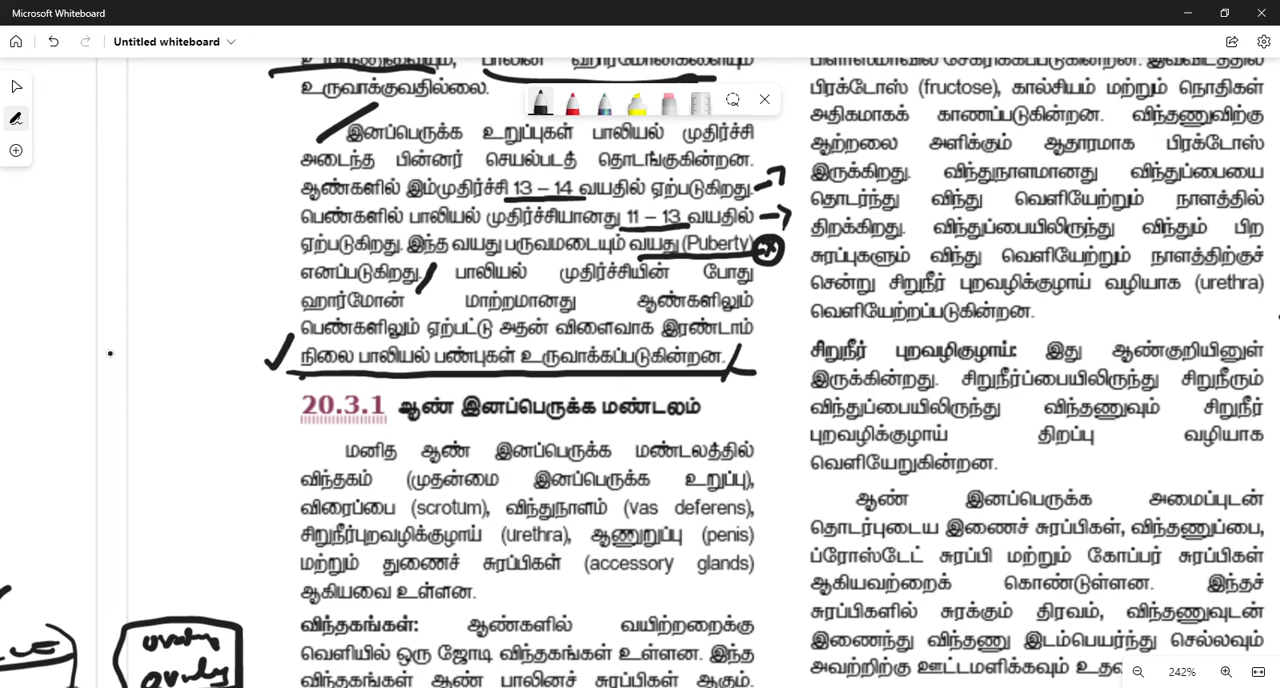 Microsoft Whiteboard
Untitled whiteboard
உருவாக்குவதில்லை.
இனப்பெருக்க உறுப்புகள் பாலியல் முதிர்ச்சி
அடைந்த பின்னர் செயல்படத் தொடங்குகின்றன.
ஆண்களில் இம்முதிர்ச்சி 13 – 14 வயதில் ஏற்படுகிறது.
பெண்களில் பாலியல் முதிர்ச்சியானது 11 – 13 வயதில்
ஏற்படுகிறது. இந்த வயது பருவமடையும் வயது (Puberty)
எனப்படுகிறது. பாலியல் முதிர்ச்சியின் போது
ஹார்மோன் மாற்றமானது ஆண்களிலும்
பெண்களிலும் ஏற்பட்டு அதன் விளைவாக இரண்டாம்
நிலை பாலியல் பண்புகள் உருவாக்கப்படுகின்றன.
20.3.1 ஆண் இனப்பெருக்க மண்டலம்
மனித ஆண் இனப்பெருக்க மண்டலத்தில்
விந்தகம் (முதன்மை இனப்பெருக்க உறுப்பு),
விரைப்பை (scrotum), விந்துநாளம் (vas deferens),
சிறுநீர்புறவழிக்குழாய் (urethra), ஆணுறுப்பு (penis)
மற்றும் துணைச் சுரப்பிகள் (accessory glands)
ஆகியவை உள்ளன.
விந்தகங்கள்: ஆண்களில் வயிற்றறைக்கு
வெளியில் ஒரு ஜோடி விந்தகங்கள் உள்ளன. இந்த
விந்தகங்கள் ஆண் பாலினச் சுரப்பிகள் ஆகும்.
பிரக்டோஸ் (fructose), கால்சியம் மற்றும் நொதிகள்
அதிகமாகக் காணப்படுகின்றன. விந்தணுவிற்கு
ஆற்றலை அளிக்கும் ஆதாரமாக பிரக்டோஸ்
இருக்கிறது. விந்துநாளமானது விந்துப்பையை
தொடர்ந்து விந்து வெளியேற்றும் நாளத்தில்
திறக்கிறது. விந்துப்பையிலிருந்து விந்தும் பிற
சுரப்புகளும் விந்து வெளியேற்றும் நாளத்திற்குச்
சென்று சிறுநீர் புறவழிக்குழாய் வழியாக (urethra)
வெளியேற்றப்படுகின்றன.
சிறுநீர் புறவழிகுழாய்: இது ஆண்குறியினுள்
இருக்கின்றது. சிறுநீர்ப்பையிலிருந்து சிறுநீரும்
விந்துப்பையிலிருந்து விந்தணுவும் சிறுநீர்
புறவழிக்குழாய் திறப்பு வழியாக
வெளியேறுகின்றன.
ஆண் இனப்பெருக்க அமைப்புடன்
தொடர்புடைய இணைச் சுரப்பிகள், விந்தணுப்பை,
ப்ரோஸ்டேட் சுரப்பி மற்றும் கோப்பர் சுரப்பிகள்
ஆகியவற்றைக் கொண்டுள்ளன. இந்தச்
சுரப்பிகளில் சுரக்கும் திரவம், விந்தணுவுடன்
இணைந்து விந்தணு இடம்பெயர்ந்து செல்லவும்
அவற்றிற்கு ஊட்டமளிக்கவும்
242%